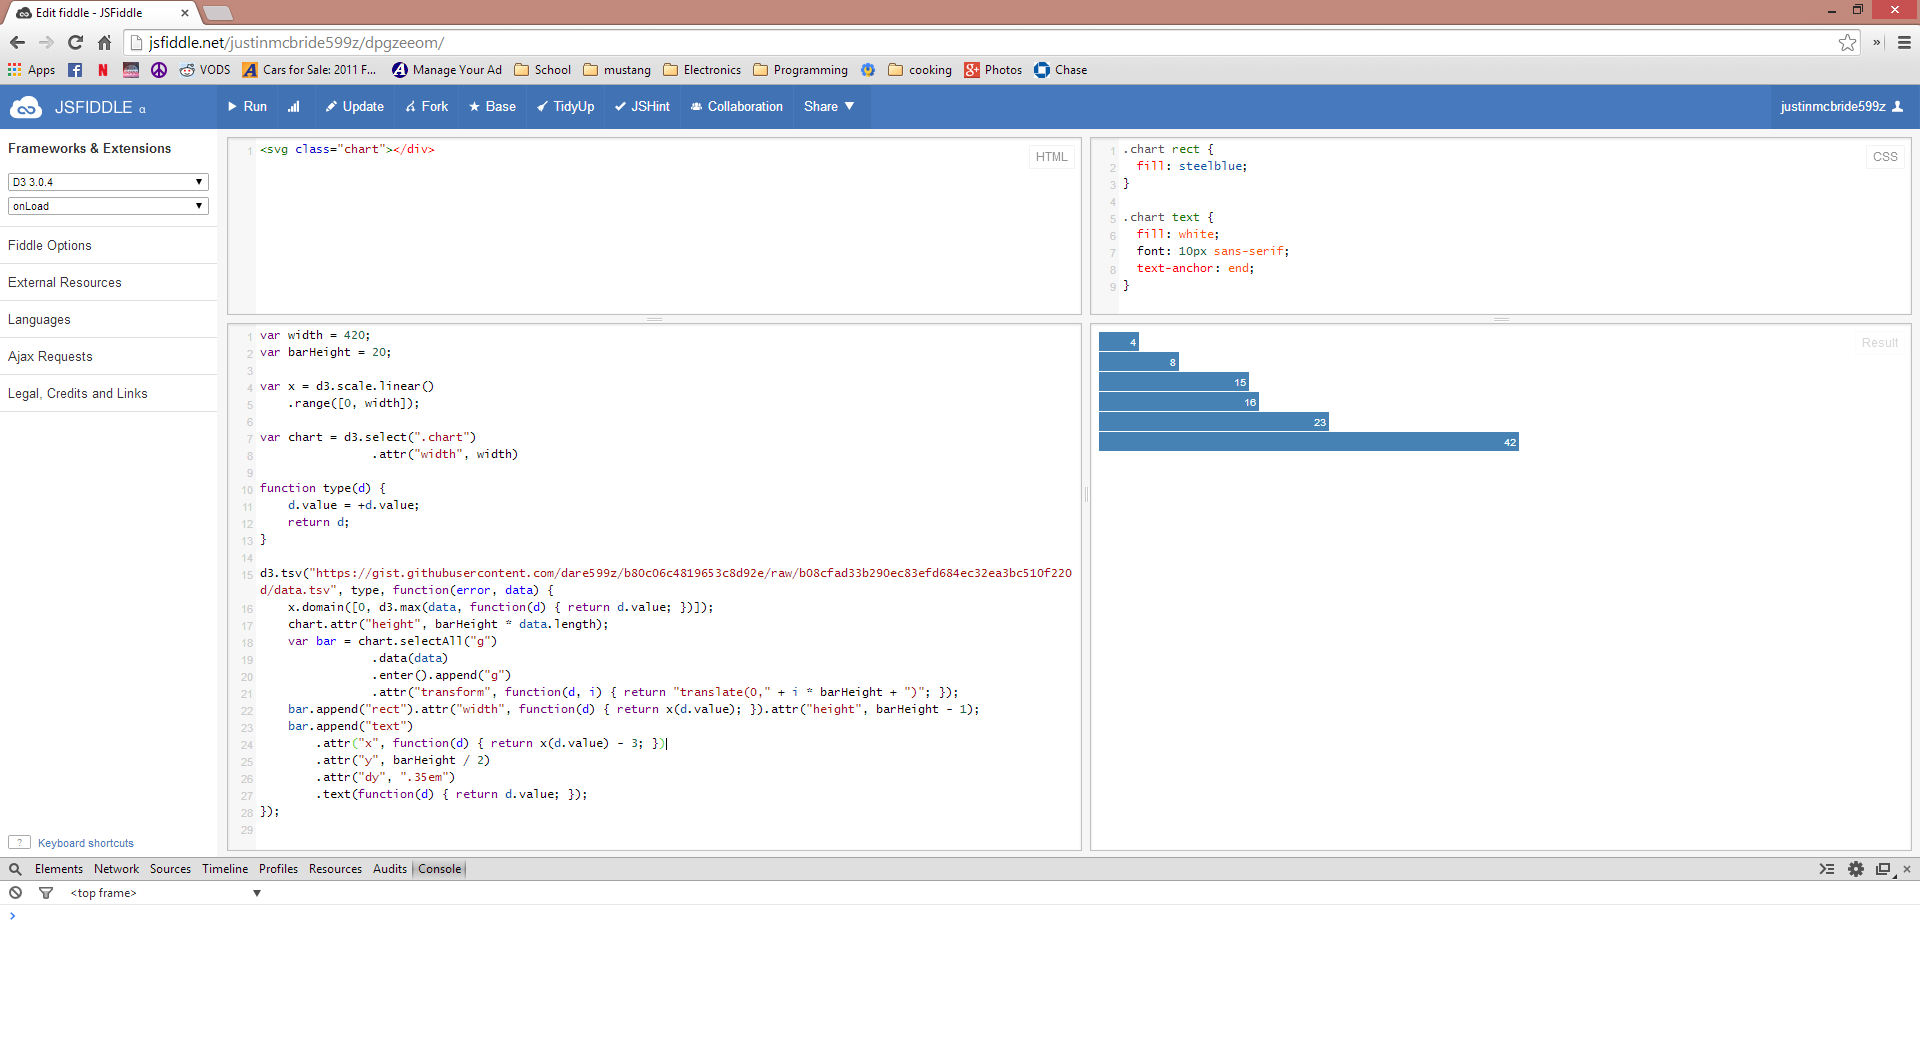 Edit fiddle - JSFiddle
jsfiddle.net/justinmcbride599z/dpgzeeom/
Apps VODS Cars for Sale: 2011 F... Manage Your Ad School mustang Electronics Programming cooking Photos Chase
JSFIDDLE α Run Update Fork Base TidyUp JSHint Collaboration Share justinmcbride599z
Frameworks & Extensions
D3 3.0.4
onLoad
Fiddle Options
External Resources
Languages
Ajax Requests
Legal, Credits and Links
? Keyboard shortcuts
HTML
1 <svg class="chart"></div>
CSS
1 .chart rect {
2 fill: steelblue;
3 }
4
5 .chart text {
6 fill: white;
7 font: 10px sans-serif;
8 text-anchor: end;
9 }
1 var width = 420;
2 var barHeight = 20;
3
4 var x = d3.scale.linear()
5 .range([0, width]);
6
7 var chart = d3.select(".chart")
8 .attr("width", width)
9
10 function type(d) {
11 d.value = +d.value;
12 return d;
13 }
14
15 d3.tsv("https://gist.githubusercontent.com/dare599z/b80c06c4819653c8d92e/raw/b08cfad33b290ec83efd684ec32ea3bc510f220
d/data.tsv", type, function(error, data) {
16 x.domain([0, d3.max(data, function(d) { return d.value; })]);
17 chart.attr("height", barHeight * data.length);
18 var bar = chart.selectAll("g")
19 .data(data)
20 .enter().append("g")
21 .attr("transform", function(d, i) { return "translate(0," + i * barHeight + ")"; });
22 bar.append("rect").attr("width", function(d) { return x(d.value); }).attr("height", barHeight - 1);
23 bar.append("text")
24 .attr("x", function(d) { return x(d.value) - 3; })
25 .attr("y", barHeight / 2)
26 .attr("dy", ".35em")
27 .text(function(d) { return d.value; });
28 });
29
Result
4
8
15
16
23
42
Elements Network Sources Timeline Profiles Resources Audits Console
<top frame>